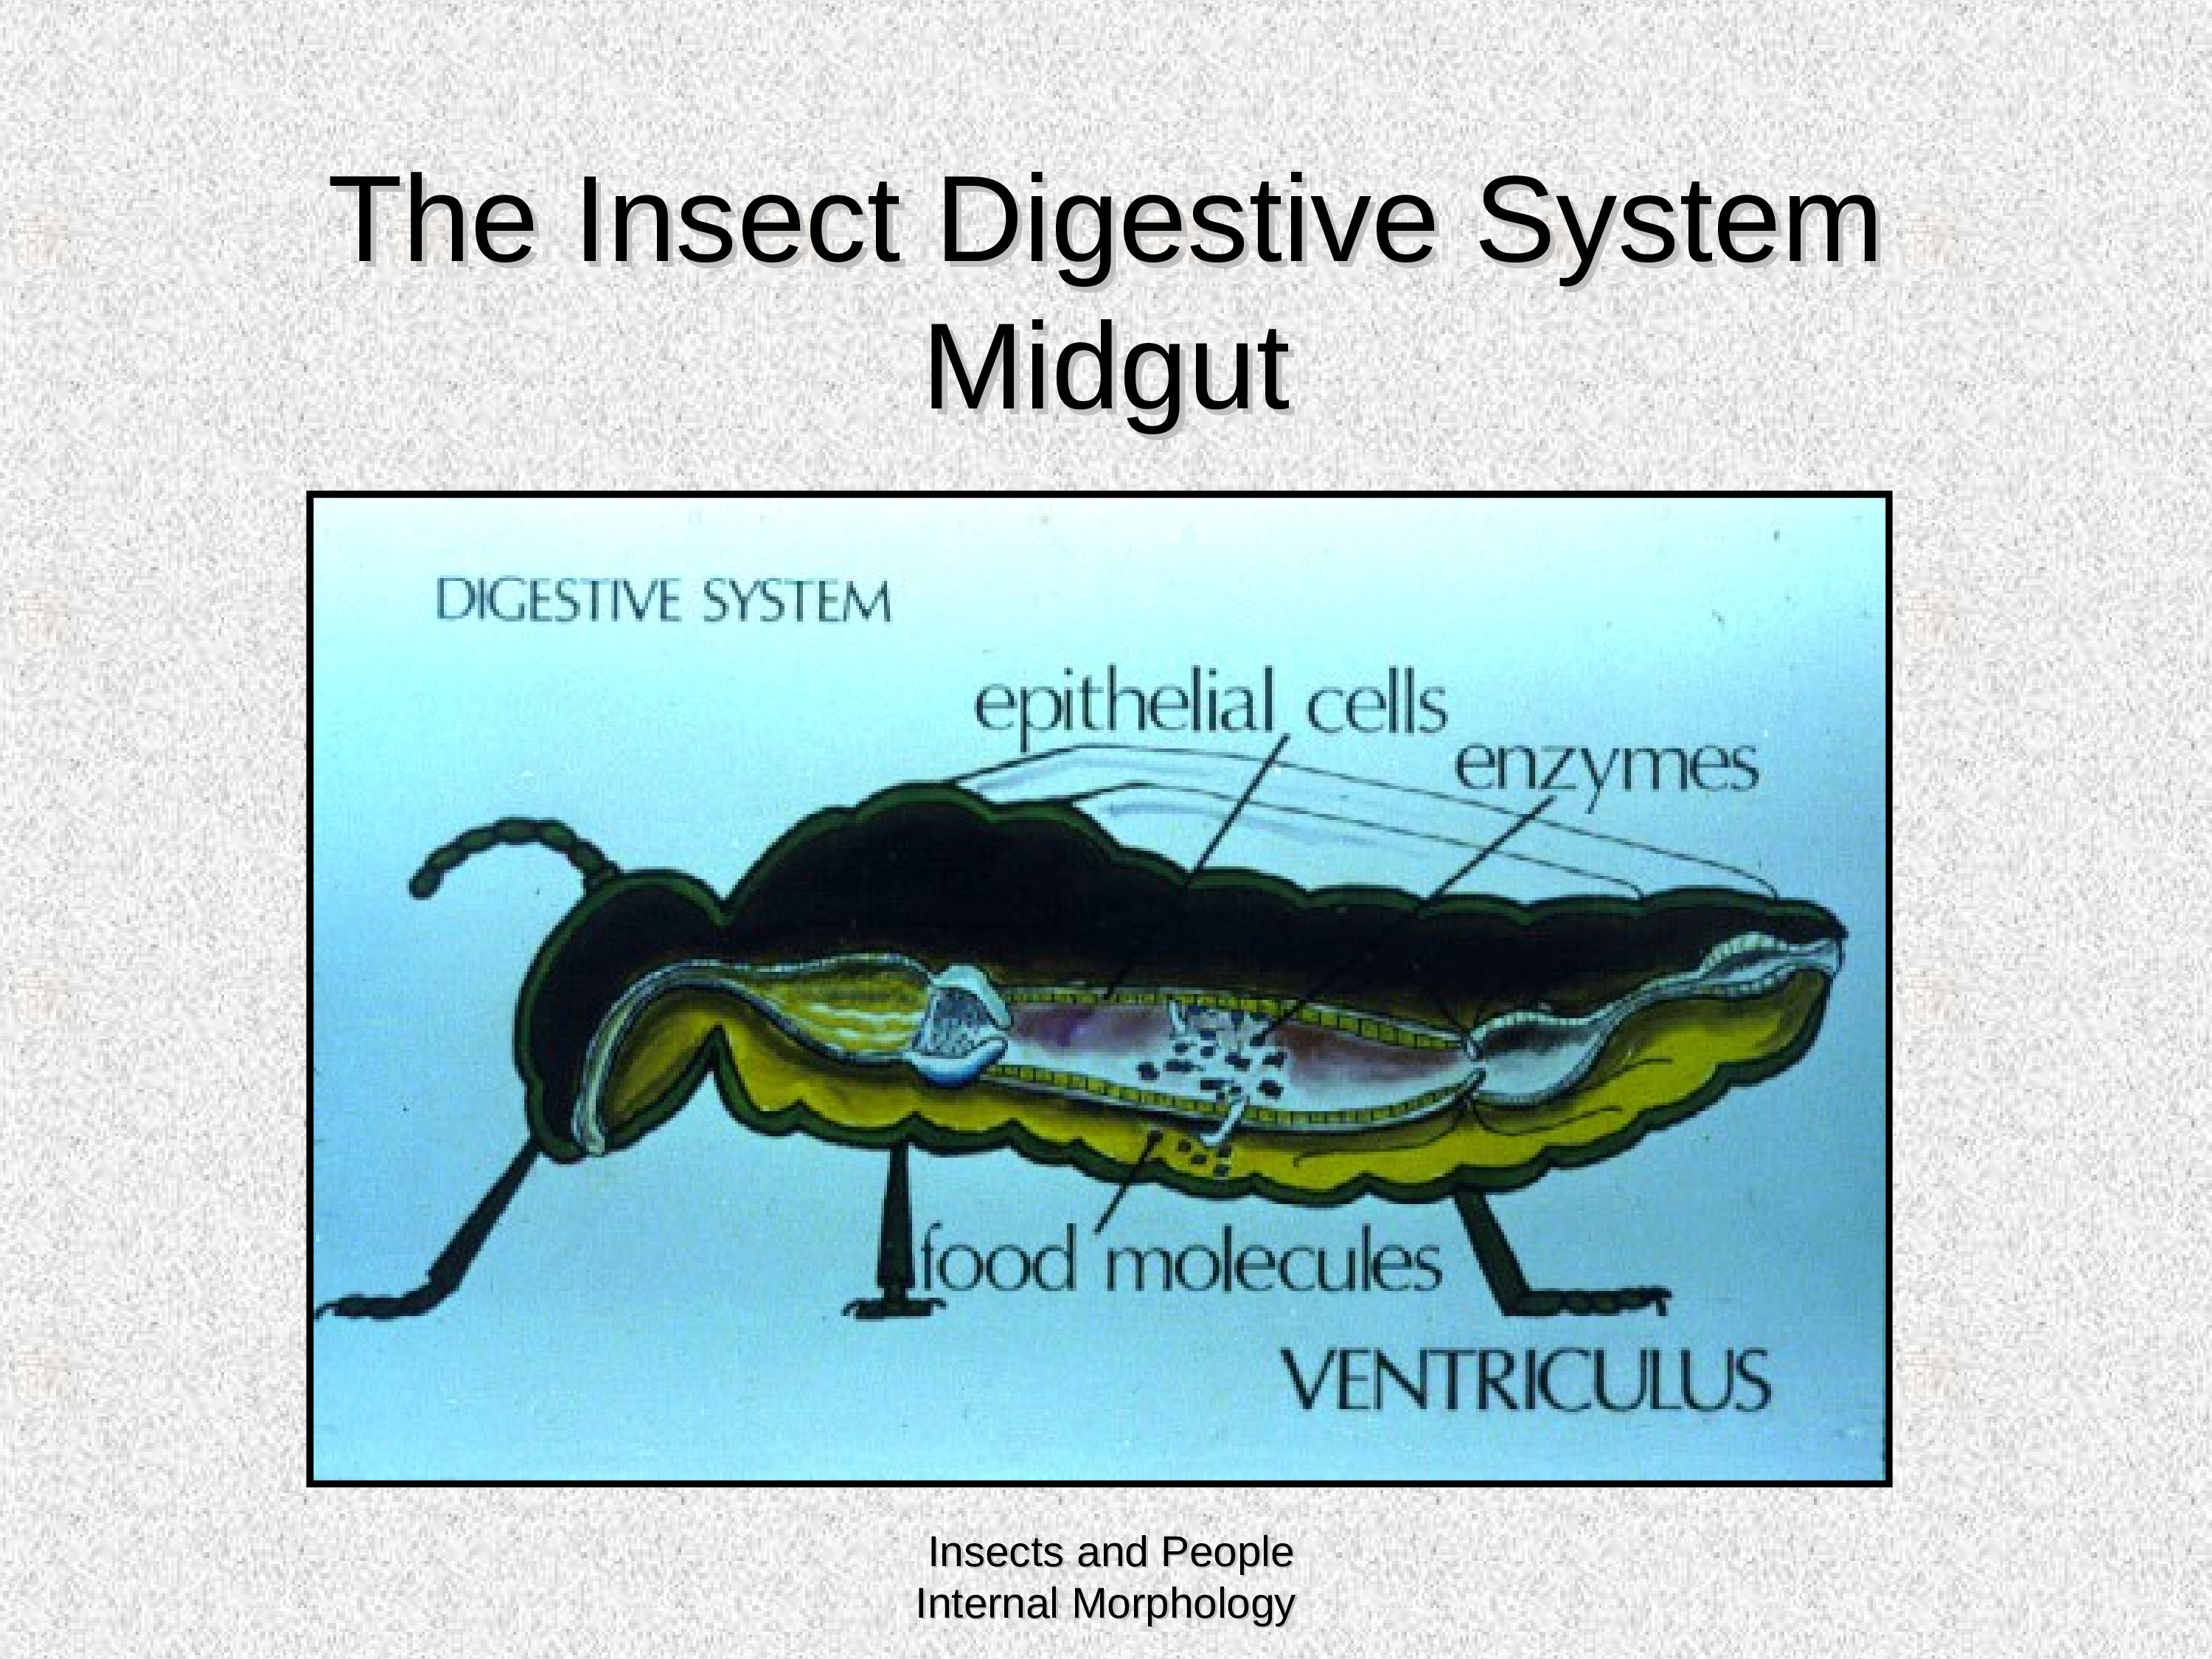 The Insect Digestive System
Midgut
DIGESTIVE SYSTEM
epithelial cells
enzymes
food molecules
VENTRICULUS
Insects and People
Internal Morphology